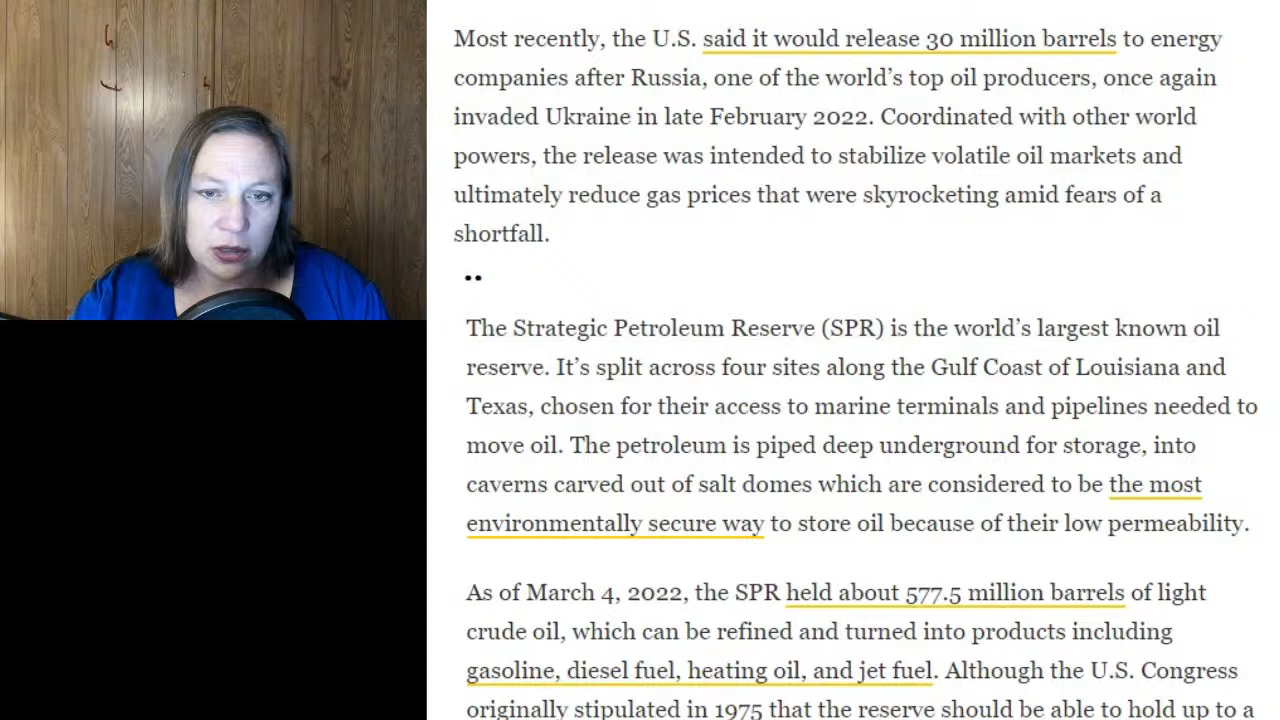 Most recently, the U.S. said it would release 30 million barrels to energy
companies after Russia, one of the world’s top oil producers, once again
invaded Ukraine in late February 2022. Coordinated with other world
powers, the release was intended to stabilize volatile oil markets and
ultimately reduce gas prices that were skyrocketing amid fears of a
shortfall.
..
The Strategic Petroleum Reserve (SPR) is the world’s largest known oil
reserve. It’s split across four sites along the Gulf Coast of Louisiana and
Texas, chosen for their access to marine terminals and pipelines needed to
move oil. The petroleum is piped deep underground for storage, into
caverns carved out of salt domes which are considered to be the most
environmentally secure way to store oil because of their low permeability.
As of March 4, 2022, the SPR held about 577.5 million barrels of light
crude oil, which can be refined and turned into products including
gasoline, diesel fuel, heating oil, and jet fuel. Although the U.S. Congress
originally stipulated in 1975 that the reserve should be able to hold up to a